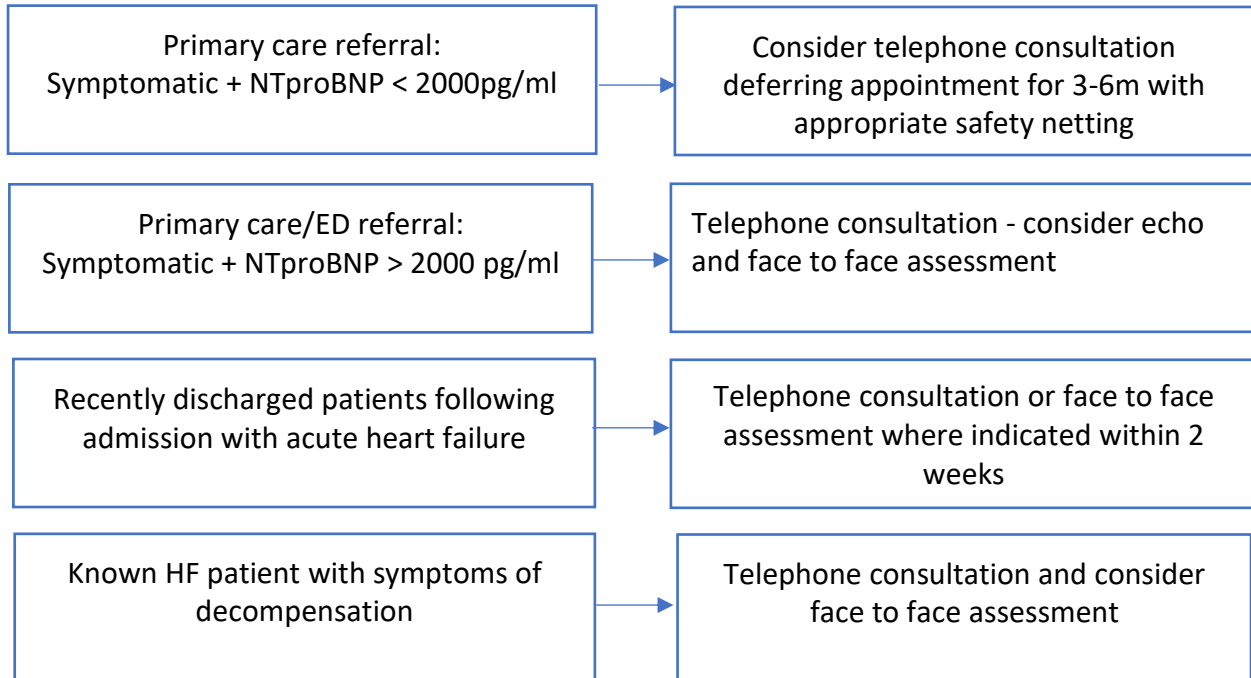 Primary care referral:
Symptomatic + NTproBNP < 2000pg/ml
Consider telephone consultation
deferring appointment for 3-6m with
appropriate safety netting
Primary care/ED referral:
Symptomatic + NTproBNP > 2000 pg/ml
Telephone consultation - consider echo
and face to face assessment
Recently discharged patients following
admission with acute heart failure
Telephone consultation or face to face
assessment where indicated within 2
weeks
Known HF patient with symptoms of
decompensation
Telephone consultation and consider
face to face assessment